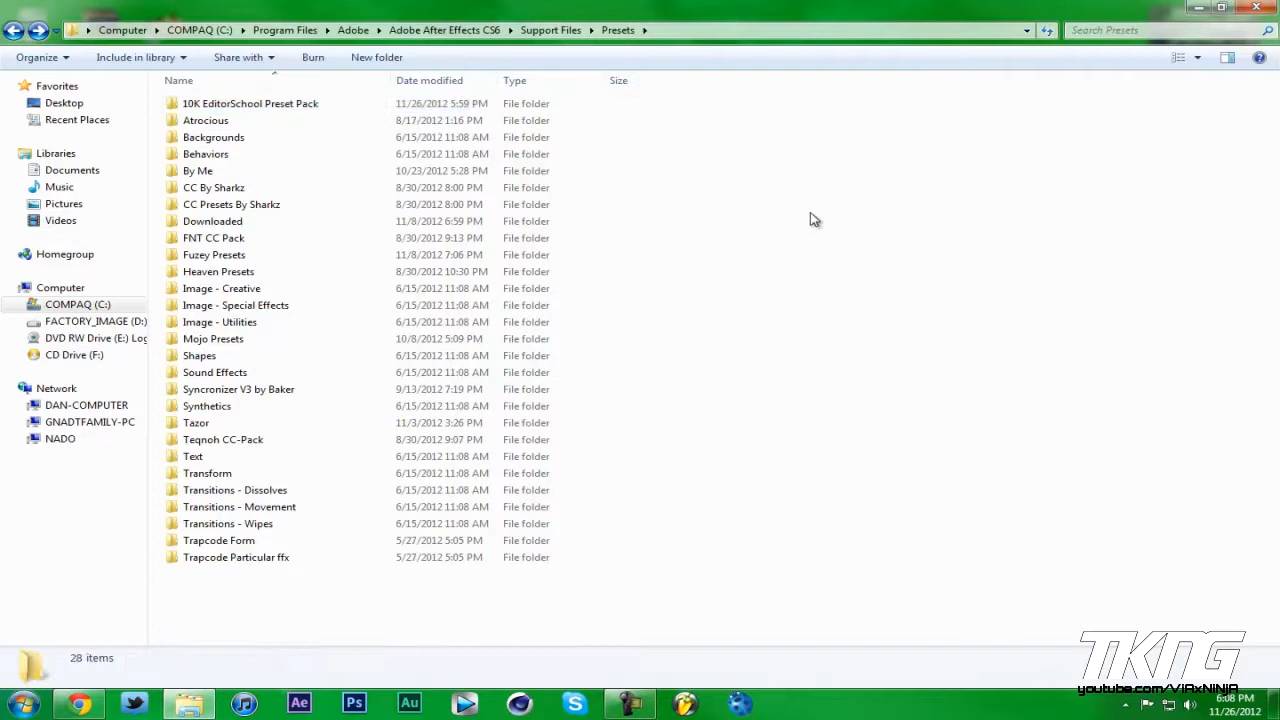 Computer COMPAQ (C:) Program Files Adobe Adobe After Effects CS6 Support Files Presets
Search Presets
Organize Include in library Share with Burn New folder
Name Date modified Type Size
Favorites
Desktop
Recent Places
Libraries
Documents
Music
Pictures
Videos
Homegroup
Computer
COMPAQ (C:)
FACTORY_IMAGE (D:)
DVD RW Drive (E:) Log
CD Drive (F:)
Network
DAN-COMPUTER
GNADTFAMILY-PC
NADO
10K EditorSchool Preset Pack 11/26/2012 5:59 PM File folder
Atrocious 8/17/2012 1:16 PM File folder
Backgrounds 6/15/2012 11:08 AM File folder
Behaviors 6/15/2012 11:08 AM File folder
By Me 10/23/2012 5:28 PM File folder
CC By Sharkz 8/30/2012 8:00 PM File folder
CC Presets By Sharkz 8/30/2012 8:00 PM File folder
Downloaded 11/8/2012 6:59 PM File folder
FNT CC Pack 8/30/2012 9:13 PM File folder
Fuzey Presets 11/8/2012 7:06 PM File folder
Heaven Presets 8/30/2012 10:30 PM File folder
Image - Creative 6/15/2012 11:08 AM File folder
Image - Special Effects 6/15/2012 11:08 AM File folder
Image - Utilities 6/15/2012 11:08 AM File folder
Mojo Presets 10/8/2012 5:09 PM File folder
Shapes 6/15/2012 11:08 AM File folder
Sound Effects 6/15/2012 11:08 AM File folder
Syncronizer V3 by Baker 9/13/2012 7:19 PM File folder
Synthetics 6/15/2012 11:08 AM File folder
Tazor 11/3/2012 3:26 PM File folder
Teqnoh CC-Pack 8/30/2012 9:07 PM File folder
Text 6/15/2012 11:08 AM File folder
Transform 6/15/2012 11:08 AM File folder
Transitions - Dissolves 6/15/2012 11:08 AM File folder
Transitions - Movement 6/15/2012 11:08 AM File folder
Transitions - Wipes 6/15/2012 11:08 AM File folder
Trapcode Form 5/27/2012 5:05 PM File folder
Trapcode Particular ffx 5/27/2012 5:05 PM File folder
28 items
TKNG
youtube.com/VIAxNINJA
Ae Ps Au
6:08 PM
11/26/2012